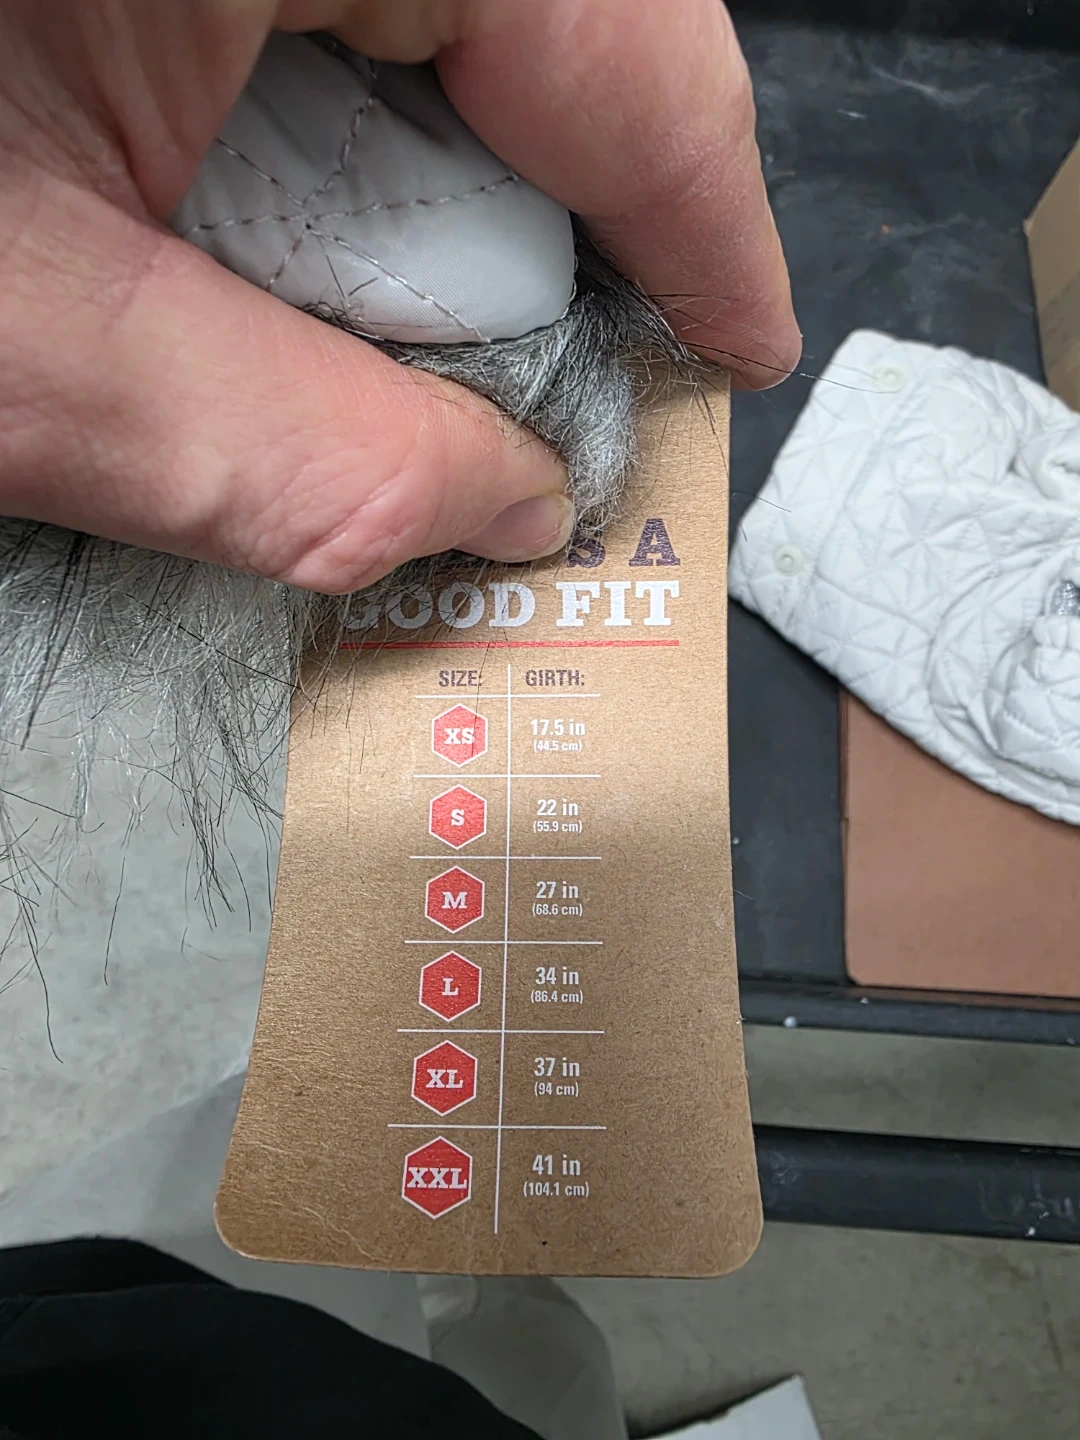 S A
GOOD FIT
SIZE: GIRTH:
XS 17.5 in
(44.5 cm)
S 22 in
(55.9 cm)
M 27 in
(68.6 cm)
L 34 in
(86.4 cm)
XL 37 in
(94 cm)
XXL 41 in
(104.1 cm)